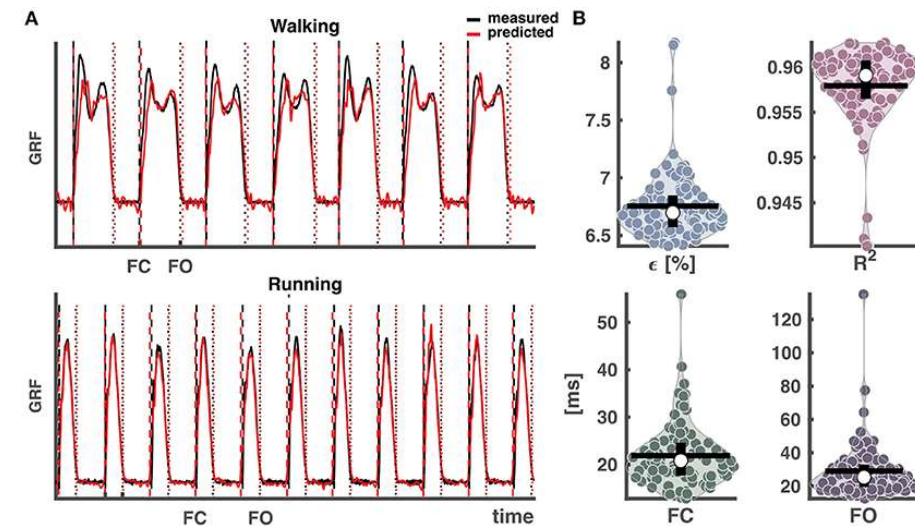 A
Walking
measured
predicted
GRF
FC FO
Running
GRF
FC FO time
B
8
7.5
7
6.5
ϵ [%]
0.96
0.955
0.95
0.945
R²
[ms]
50
40
30
20
FC
120
100
80
60
40
20
FO